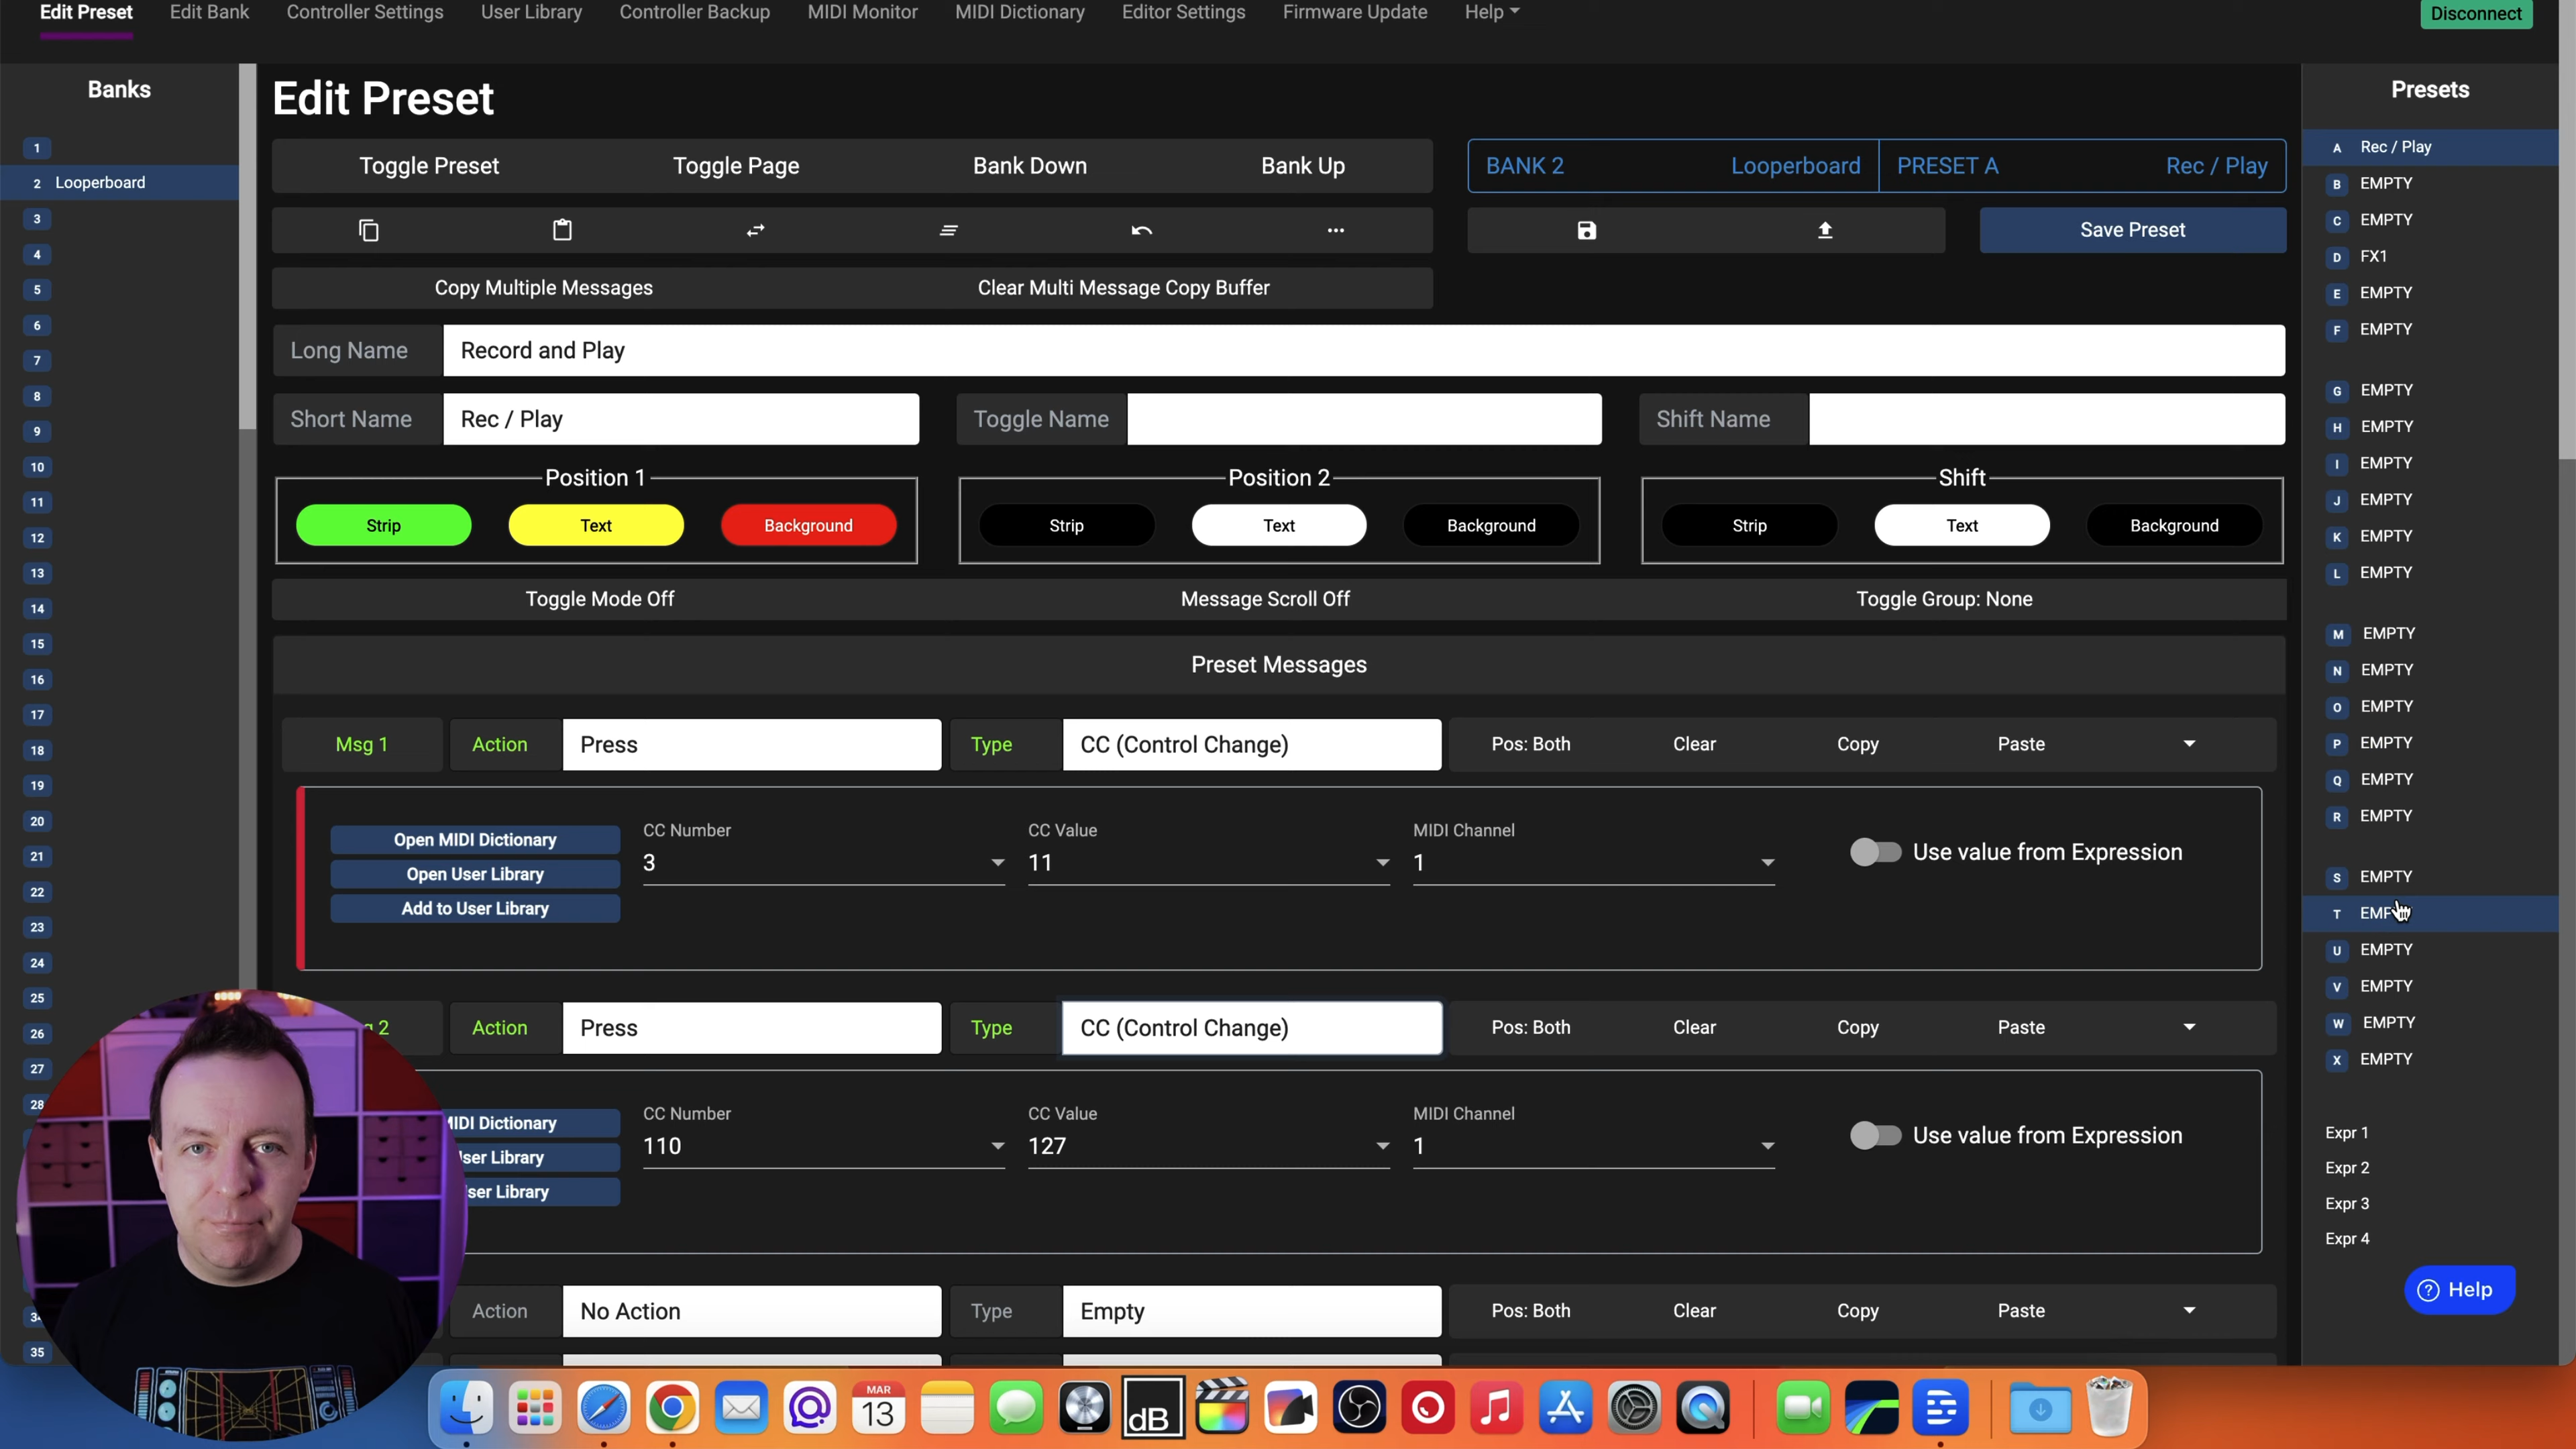 Edit Preset Edit Bank Controller Settings User Library Controller Backup MIDI Monitor MIDI Dictionary Editor Settings Firmware Update Help Disconnect
Banks
1
2 Looperboard
3
4
5
6
7
8
9
10
11
12
13
14
15
16
17
18
19
20
21
22
23
24
25
26
27
28
35
Edit Preset
Toggle Preset Toggle Page Bank Down Bank Up
BANK 2 Looperboard PRESET A Rec / Play
Save Preset
Copy Multiple Messages Clear Multi Message Copy Buffer
Long Name Record and Play
Short Name Rec / Play Toggle Name Shift Name
Position 1 Position 2 Shift
Strip Text Background Strip Text Background Strip Text Background
Toggle Mode Off Message Scroll Off Toggle Group: None
Preset Messages
Msg 1 Action Press Type CC (Control Change) Pos: Both Clear Copy Paste
Open MIDI Dictionary
Open User Library
Add to User Library
CC Number CC Value MIDI Channel
3 11 1
Use value from Expression
g 2 Action Press Type CC (Control Change) Pos: Both Clear Copy Paste
MIDI Dictionary
ser Library
ser Library
CC Number CC Value MIDI Channel
110 127 1
Use value from Expression
Action No Action Type Empty Pos: Both Clear Copy Paste
Presets
A Rec / Play
B EMPTY
C EMPTY
D FX1
E EMPTY
F EMPTY
G EMPTY
H EMPTY
I EMPTY
J EMPTY
K EMPTY
L EMPTY
M EMPTY
N EMPTY
O EMPTY
P EMPTY
Q EMPTY
R EMPTY
S EMPTY
T EMP
U EMPTY
V EMPTY
W EMPTY
X EMPTY
Expr 1
Expr 2
Expr 3
Expr 4
Help
MAR
13
dB